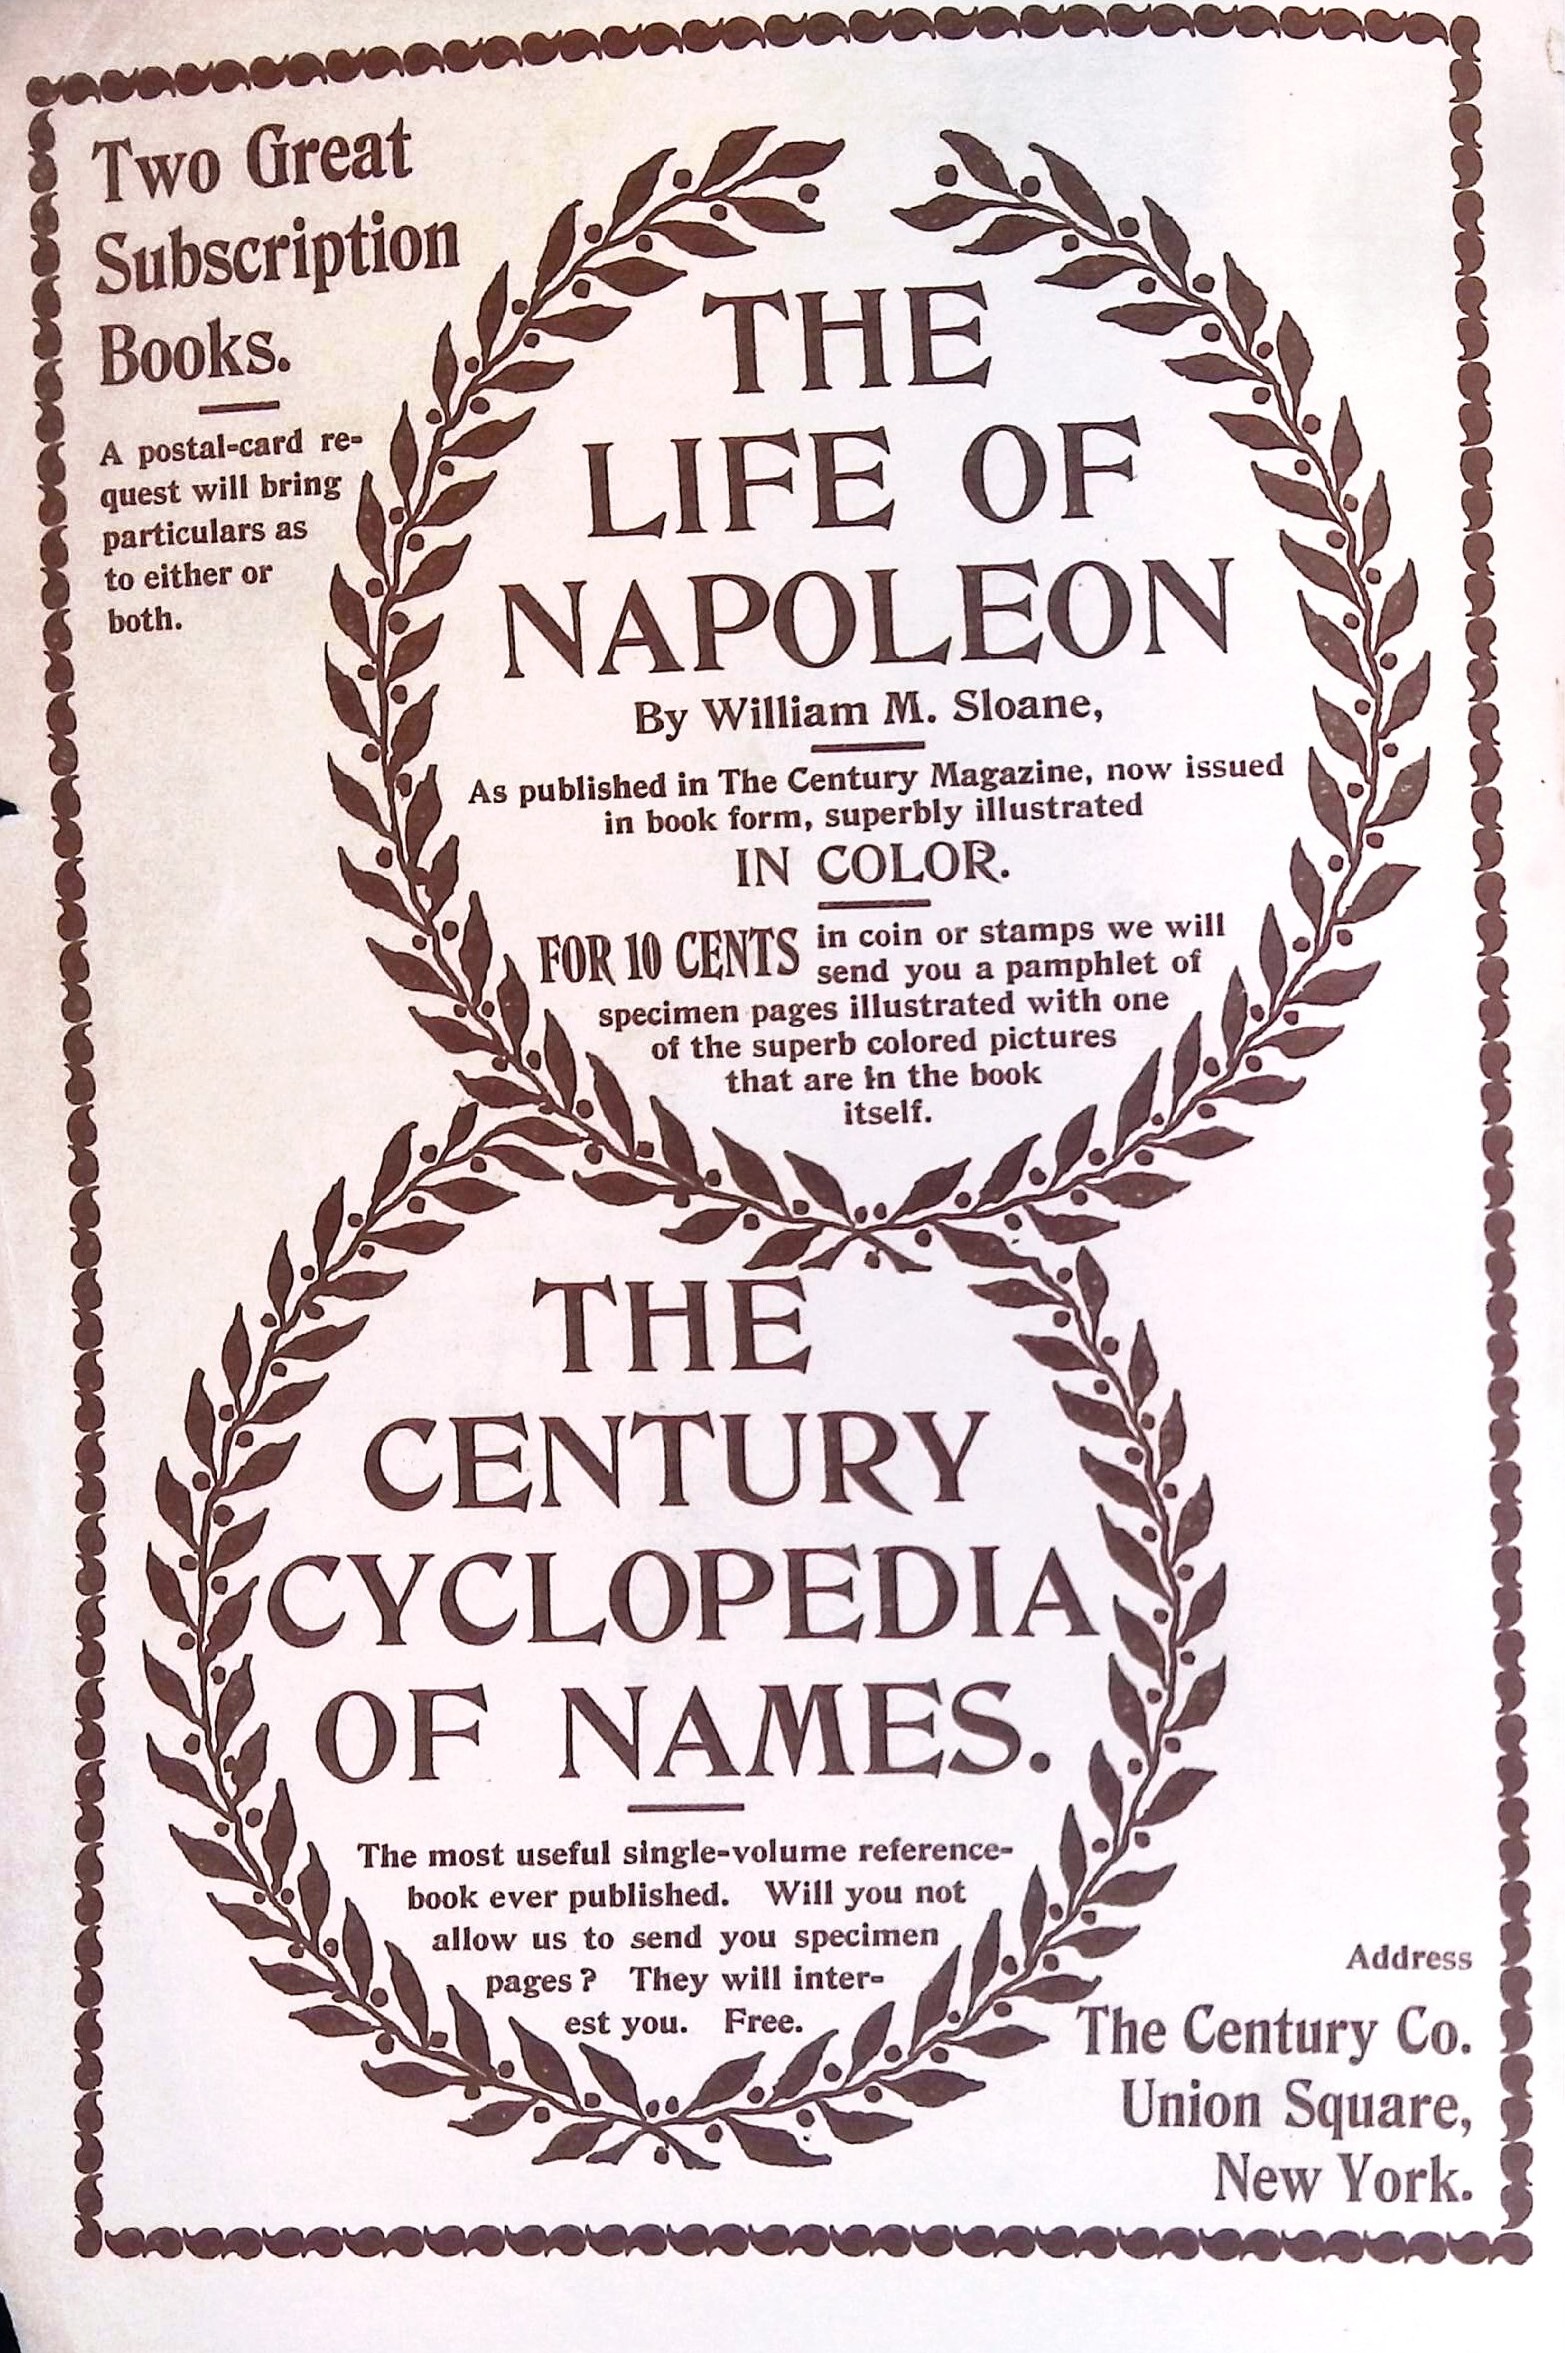 Two Great
Subscription
Books.
A postal-card re-
quest will bring
particulars as
to either or
both.
THE
LIFE OF
NAPOLEON
By William M. Sloane,
As published in The Century Magazine, now issued
in book form, superbly illustrated
IN COLOR.
FOR 10 CENTS in coin or stamps we will
send you a pamphlet of
specimen pages illustrated with one
of the superb colored pictures
that are in the book
itself.
THE
CENTURY
CYCLOPEDIA
OF NAMES.
The most useful single-volume reference-
book ever published. Will you not
allow us to send you specimen
pages? They will inter-
est you. Free.
Address
The Century Co.
Union Square,
New York.